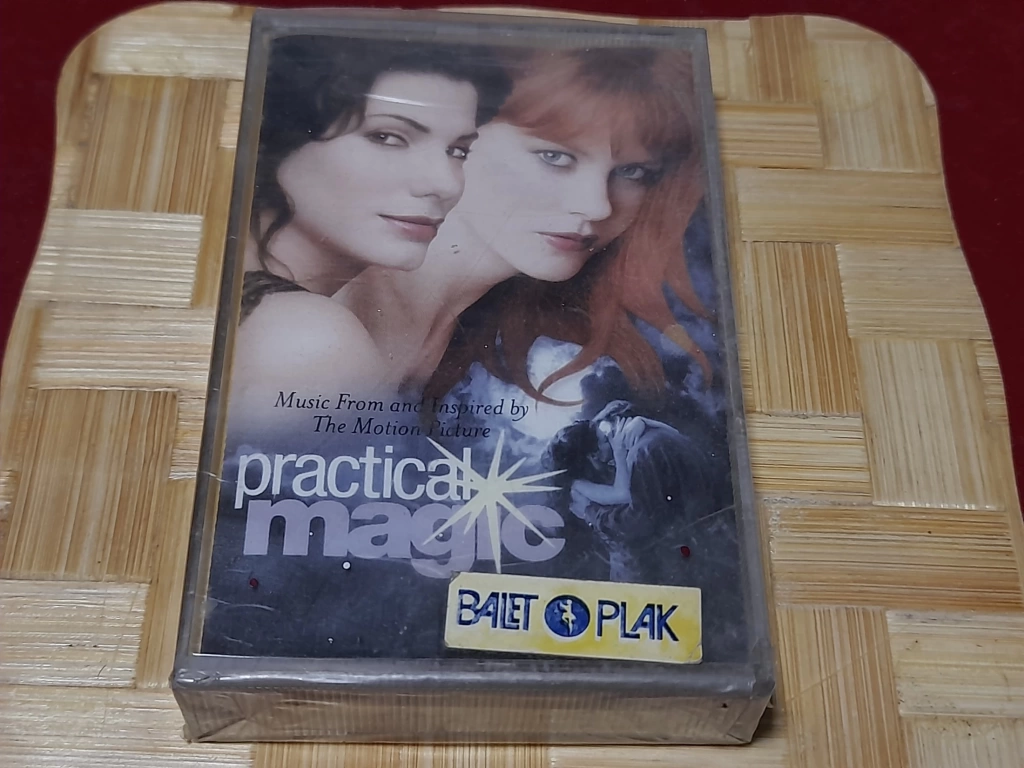 Music From and Inspired by
The Motion Picture
practical
magic
BALET PLAK